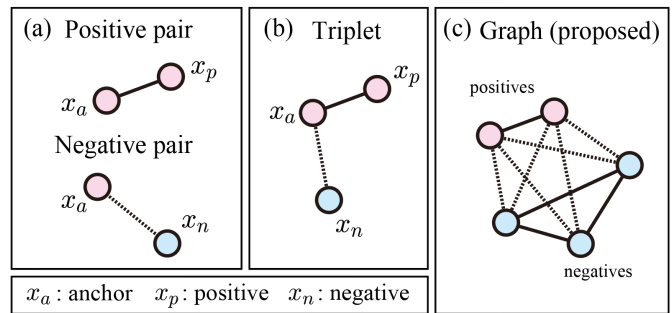 (a) Positive pair
x_p
x_a
Negative pair
x_a
x_n
(b) Triplet
x_p
x_a
x_n
(c) Graph (proposed)
positives
negatives
x_a : anchor x_p : positive x_n : negative